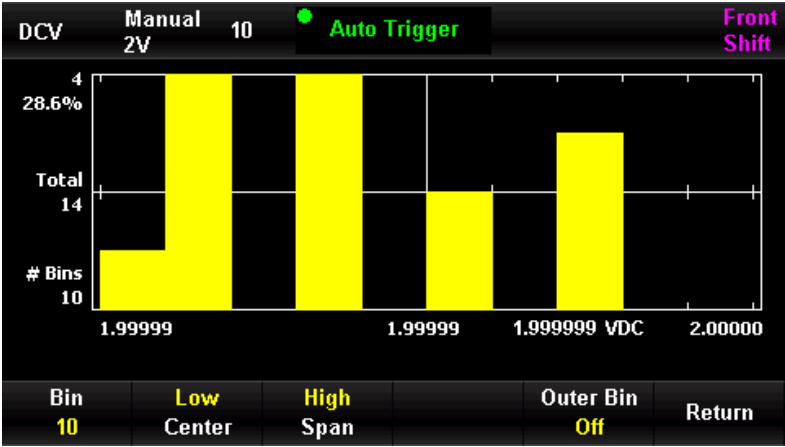 DCV
Manual
2V
10
Auto Trigger
Front
Shift
4
28.6%
Total
14
# Bins
10
1.99999
1.99999
1.999999 VDC
2.00000
Bin
10
Low
Center
High
Span
Outer Bin
Off
Return